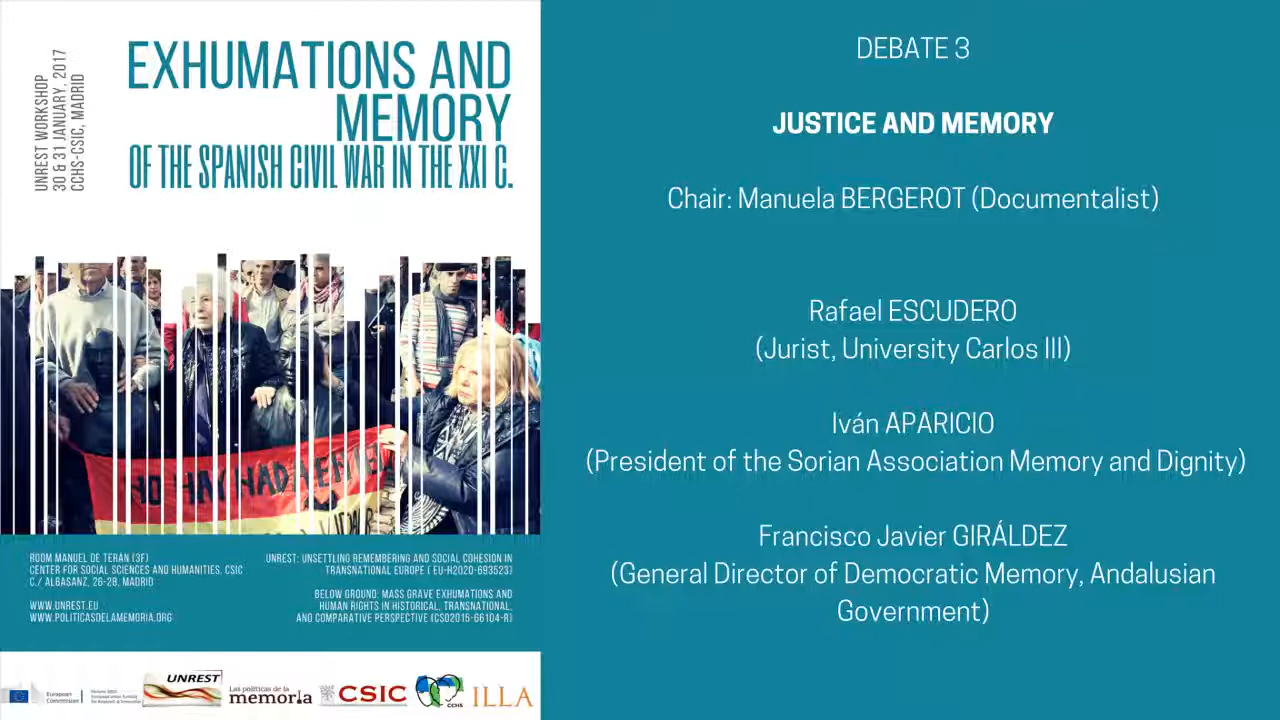 UNREST WORKSHOP
30 & 31 JANUARY, 2017
CCHS-CSIC, MADRID
EXHUMATIONS AND
MEMORY
OF THE SPANISH CIVIL WAR IN THE XXI C.
NO HAY
ROOM MANUEL DE TERÁN (3F)
CENTER FOR SOCIAL SCIENCES AND HUMANITIES, CSIC
C./ ALBASANZ, 26-28, MADRID
WWW.UNREST.EU
WWW.POLITICASDELAMEMORIA.ORG
UNREST: UNSETTLING REMEMBERING AND SOCIAL COHESION IN
TRANSNATIONAL EUROPE ( EU-H2020-693523)
BELOW GROUND: MASS GRAVE EXHUMATIONS AND
HUMAN RIGHTS IN HISTORICAL, TRANSNATIONAL,
AND COMPARATIVE PERSPECTIVE (CSO2015-66104-R)
European
Commission
UNREST
Las políticas de la
memoria
CSIC
CCHS
ILLA
DEBATE 3
JUSTICE AND MEMORY
Chair: Manuela BERGEROT (Documentalist)
Rafael ESCUDERO
(Jurist, University Carlos III)
Iván APARICIO
(President of the Sorian Association Memory and Dignity)
Francisco Javier GIRÁLDEZ
(General Director of Democratic Memory, Andalusian
Government)